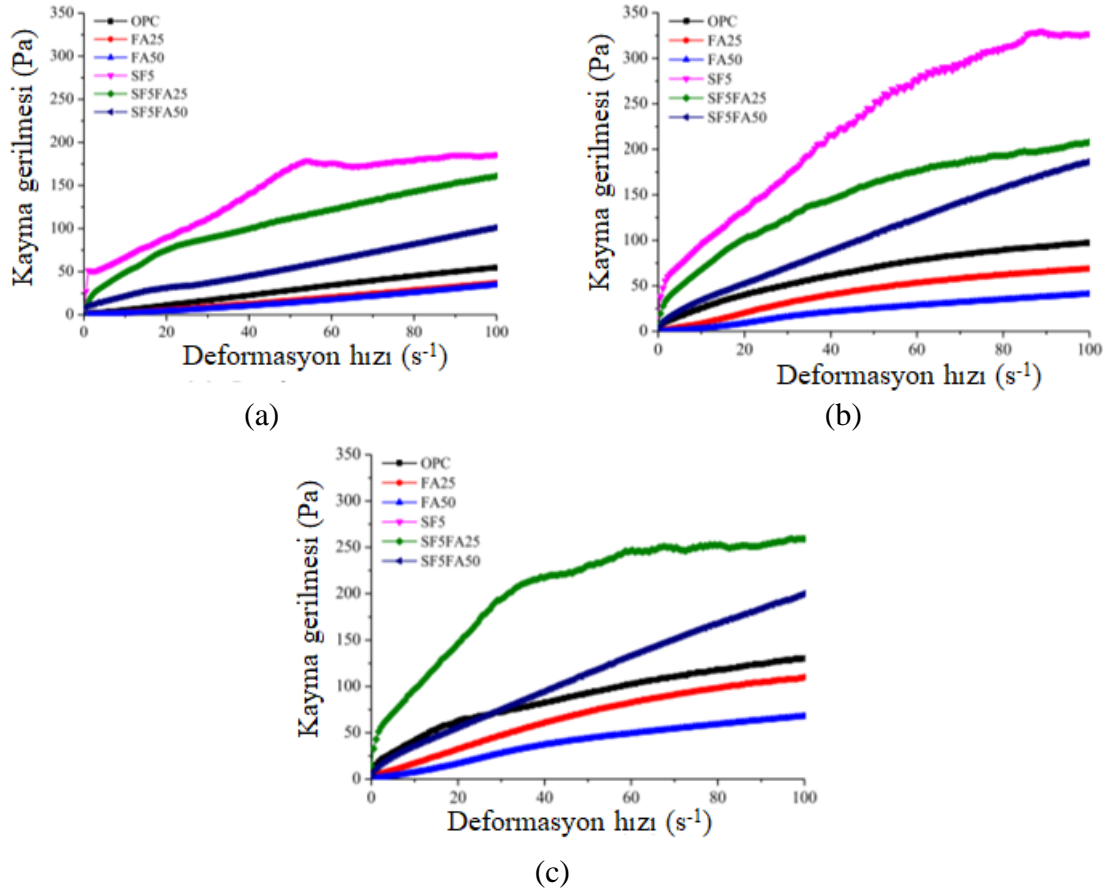 Kayma gerilmesi (Pa)
350
300
250
200
150
100
50
0
OPC
FA25
FA50
SF5
SF5FA25
SF5FA50
0 20 40 60 80 100
Deformasyon hızı (s-1)
(a)
Kayma gerilmesi (Pa)
350
300
250
200
150
100
50
0
OPC
FA25
FA50
SF5
SF5FA25
SF5FA50
0 20 40 60 80 100
Deformasyon hızı (s-1)
(b)
Kayma gerilmesi (Pa)
350
300
250
200
150
100
50
0
OPC
FA25
FA50
SF5
SF5FA25
SF5FA50
0 20 40 60 80 100
Deformasyon hızı (s-1)
(c)